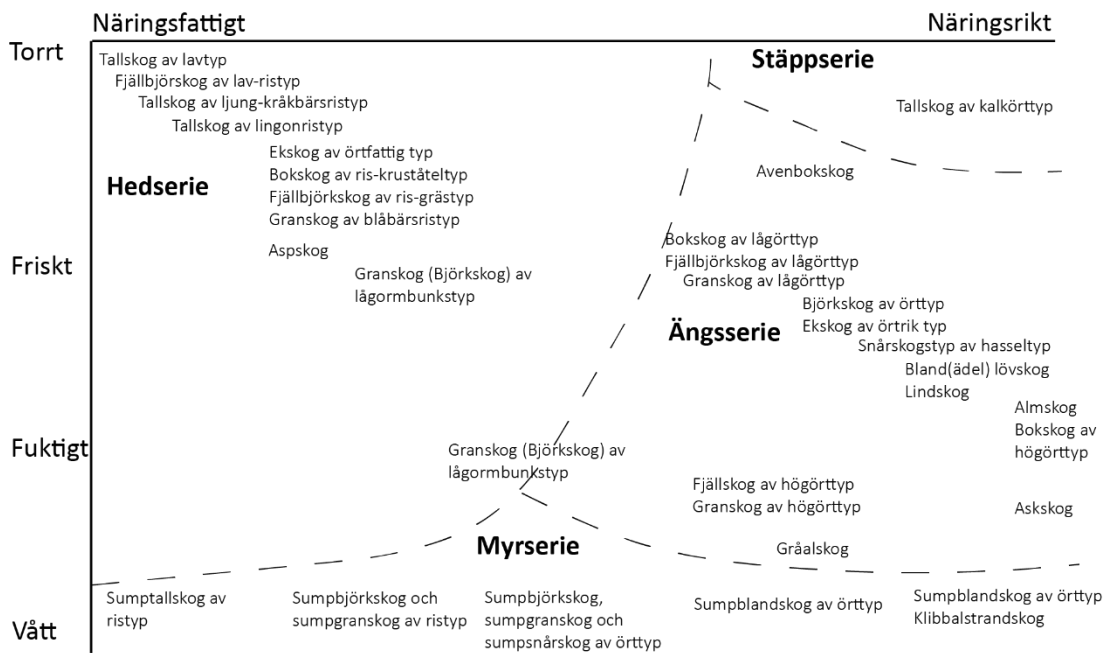 Näringsfattigt
Näringsrikt
Torrt
Stäppserie
Tallskog av lavtyp
Fjällbjörskog av lav-ristyp
Tallskog av ljung-kråkbärsristyp
Tallskog av kalkörttyp
Tallskog av lingonristyp
Ekskog av örtfattig typ
Bokskog av ris-kruståteltyp
Avenbokskog
Hedserie
Fjällbjörkskog av ris-grästyp
Granskog av blåbärsristyp
Aspskog
Bokskog av lågörttyp
Fjällbjörkskog av lågörttyp
Granskog av lågörttyp
Friskt
Granskog (Björkskog) av
lågormbunkstyp
Björkskog av örttyp
Ekskog av örtrik typ
Ängsserie
Snårskogstyp av hasseltyp
Bland(ädel) lövskog
Lindskog
Almskog
Bokskog av
högörttyp
Fuktigt
Granskog (Björkskog) av
lågormbunkstyp
Fjällskog av högörttyp
Granskog av högörttyp
Askskog
Myrserie
Gråalskog
Sumptallskog av
ristyp
Sumpbjörkskog och
sumpgranskog av ristyp
Sumpbjörkskog,
sumpgranskog och
sumpsnårskog av örttyp
Sumpblandskog av örttyp
Sumpblandskog av örttyp
Klibbalstrandskog
Vått